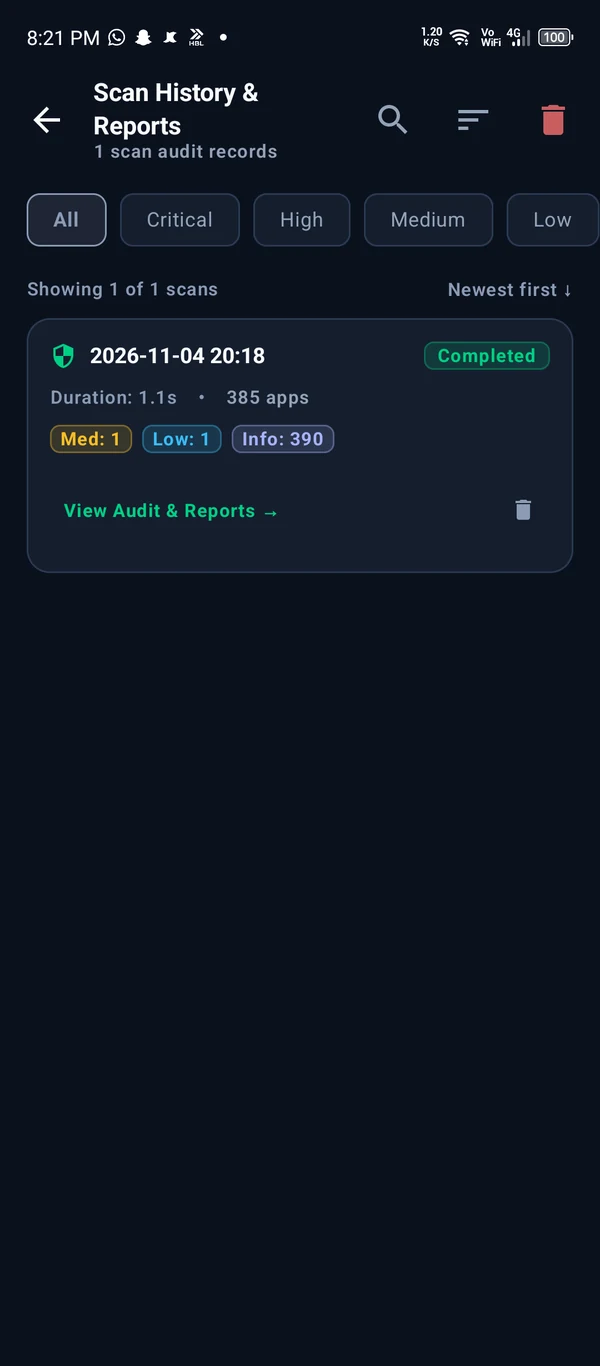 8:21 PM HBL 1.20 K/S Vo WiFi 4G 100
Scan History &
Reports
1 scan audit records
All Critical High Medium Low
Showing 1 of 1 scans Newest first ↓
2026-11-04 20:18 Completed
Duration: 1.1s • 385 apps
Med: 1 Low: 1 Info: 390
View Audit & Reports →